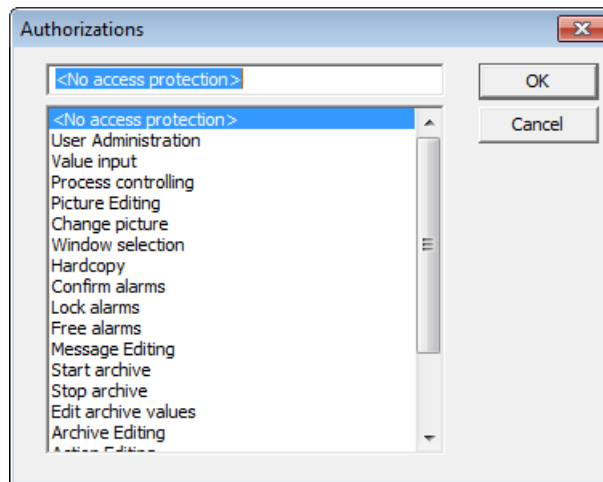 Authorizations
<No access protection>
OK
<No access protection>
Cancel
User Administration
Value input
Process controlling
Picture Editing
Change picture
Window selection
Hardcopy
Confirm alarms
Lock alarms
Free alarms
Message Editing
Start archive
Stop archive
Edit archive values
Archive Editing
Action Editing